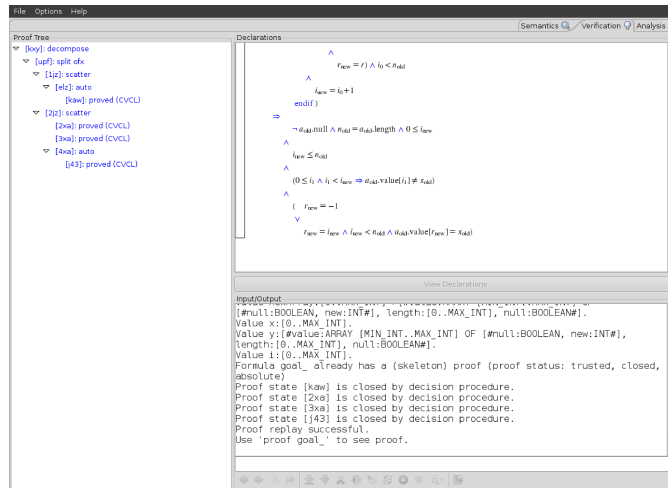 File Options Help
Semantics Verification Analysis
Proof Tree
[kxy]: decompose
[upf]: split ofx
[1jz]: scatter
[elz]: auto
[kaw]: proved (CVCL)
[2jz]: scatter
[2xa]: proved (CVCL)
[3xa]: proved (CVCL)
[4xa]: auto
[j43]: proved (CVCL)
Declarations
∧
r_new = r) ∧ i_0 < n_old
∧
i_new = i_0+1
endif )
⇒
¬ a_old.null ∧ n_old = a_old.length ∧ 0 ≤ i_new
∧
i_new ≤ n_old
∧
(0 ≤ i_1 ∧ i_1 < i_new ⇒ a_old.value[i_1] ≠ x_old)
∧
( r_new = −1
∨
r_new = i_new ∧ i_new < n_old ∧ a_old.value[r_new] = x_old)
View Declarations
Input/Output
[#null:BOOLEAN, new:INT#], length:[0..MAX_INT], null:BOOLEAN#].
Value x:[0..MAX_INT].
Value y:[#value:ARRAY [MIN_INT..MAX_INT] OF [#null:BOOLEAN, new:INT#],
length:[0..MAX_INT], null:BOOLEAN#].
Value i:[0..MAX_INT].
Formula goal_ already has a (skeleton) proof (proof status: trusted, closed,
absolute)
Proof state [kaw] is closed by decision procedure.
Proof state [2xa] is closed by decision procedure.
Proof state [3xa] is closed by decision procedure.
Proof state [j43] is closed by decision procedure.
Proof replay successful.
Use 'proof goal_' to see proof.